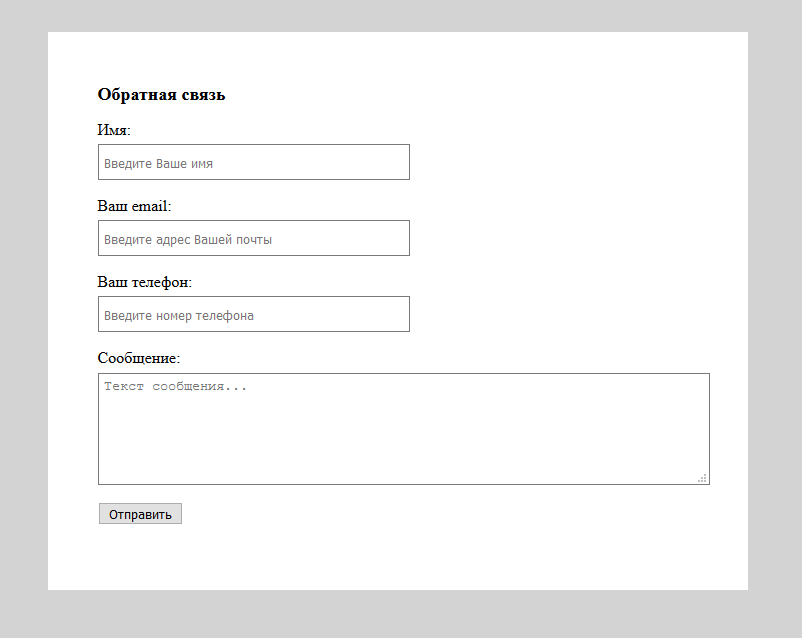 Обратная связь
Имя:
Введите Ваше имя
Ваш email:
Введите адрес Вашей почты
Ваш телефон:
Введите номер телефона
Сообщение:
Текст сообщения...
Отправить